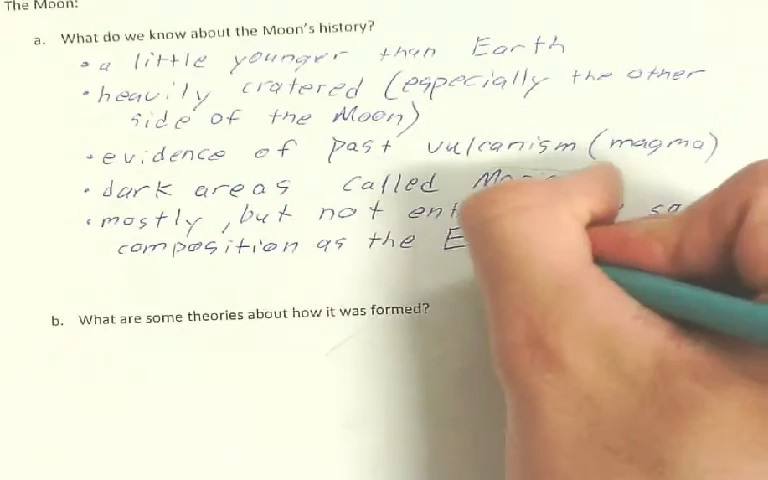 The Moon:
a. What do we know about the Moon's history?
• a little younger than Earth
• heavily cratered (especially the other
side of the Moon)
• evidence of past vulcanism (magma)
• dark areas called
• mostly, but not
composition as the
b. What are some theories about how it was formed?